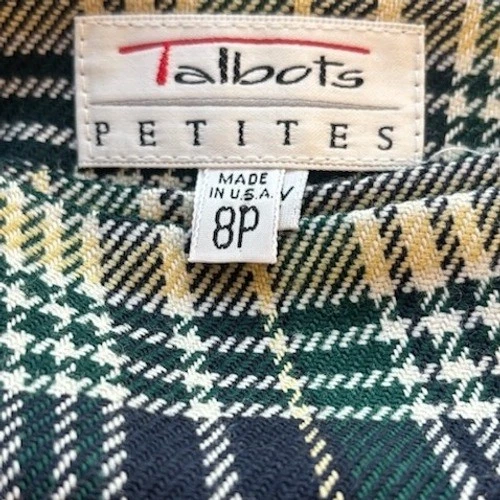 Talbots
PETITES
MADE
IN U.S.A.
8P